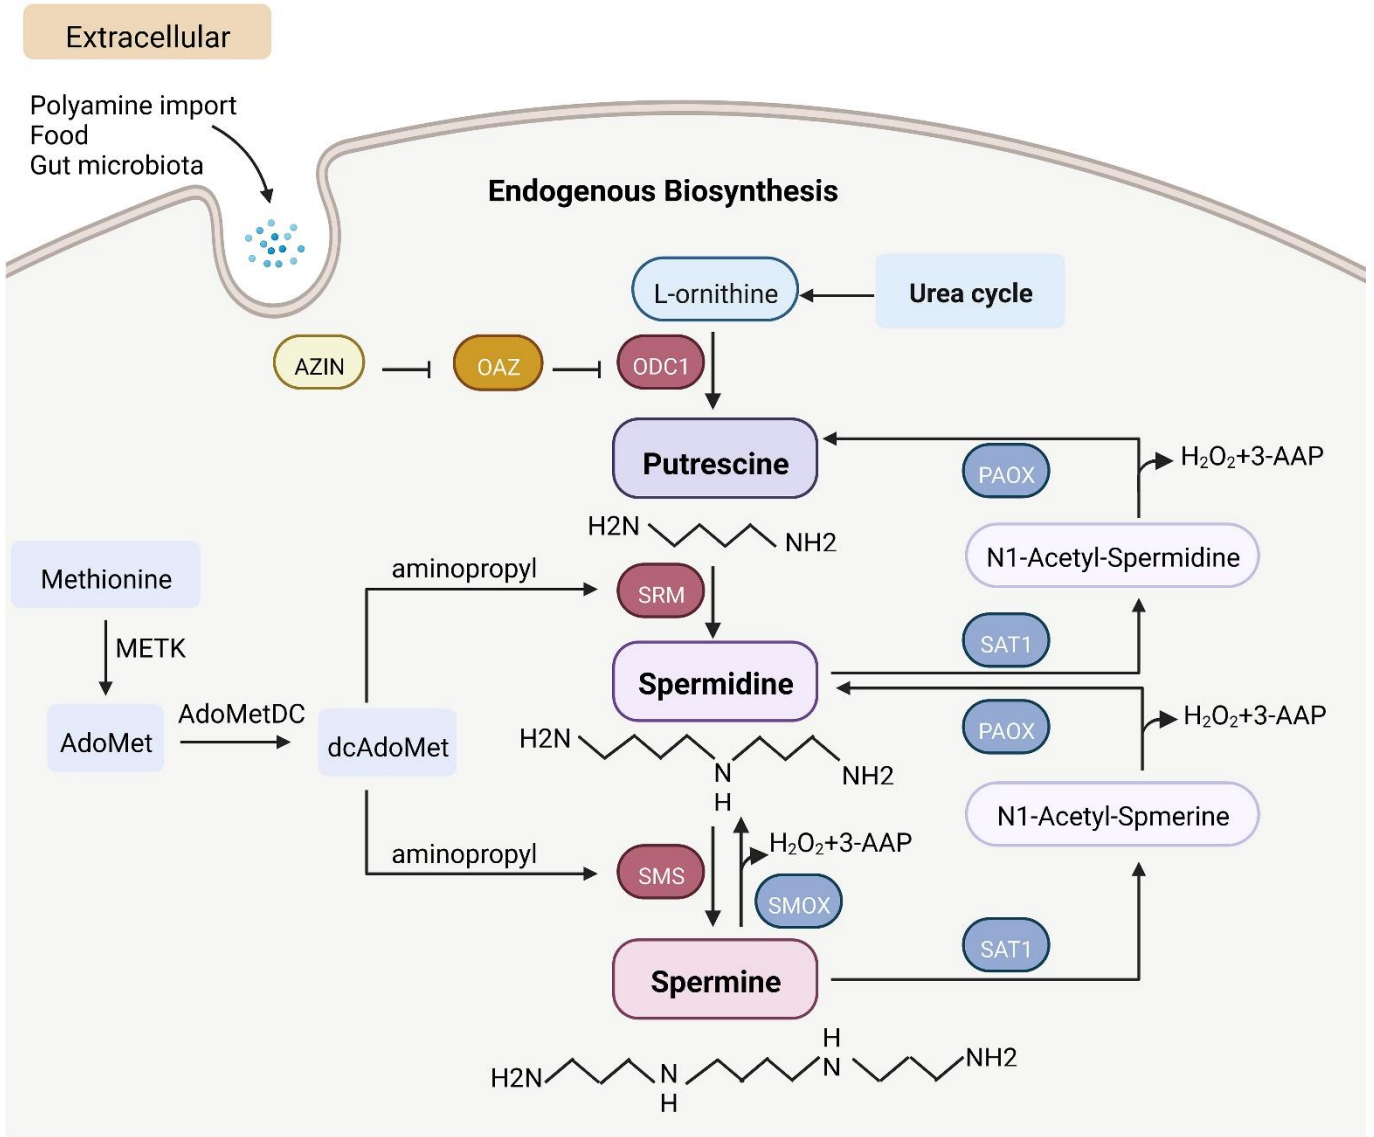 Extracellular
Polyamine import
Food
Gut microbiota
Endogenous Biosynthesis
L-ornithine
Urea cycle
AZIN
OAZ
ODC1
Putrescine
PAOX
H₂O₂+3-AAP
H2N
NH2
N1-Acetyl-Spermidine
Methionine
aminopropyl
SRM
METK
SAT1
Spermidine
AdoMet
AdoMetDC
dcAdoMet
PAOX
H₂O₂+3-AAP
H2N
N
H
NH2
N1-Acetyl-Spmerine
aminopropyl
SMS
H₂O₂+3-AAP
SMOX
SAT1
Spermine
H2N
N
H
H
N
NH2